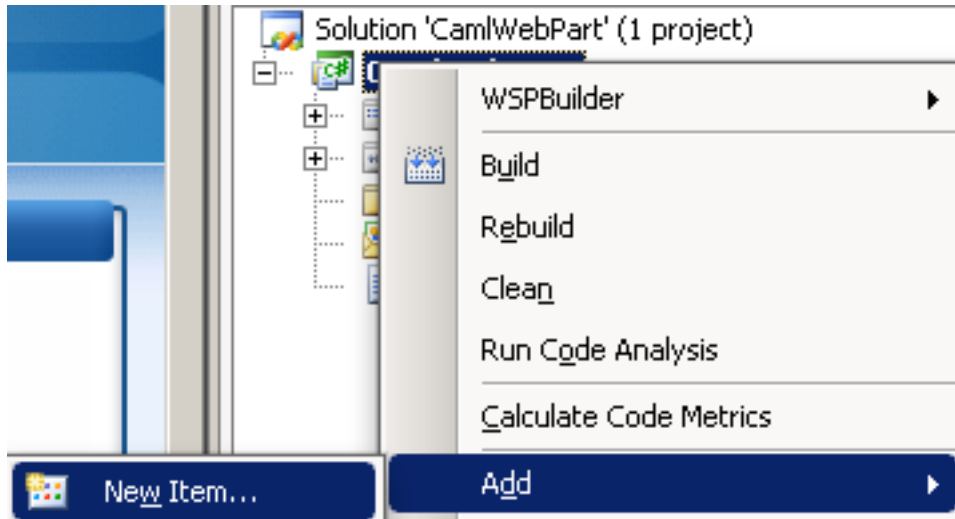 Solution 'CamlWebPart' (1 project)
WSPBuilder
Build
Rebuild
Clean
Run Code Analysis
Calculate Code Metrics
Add
New Item...